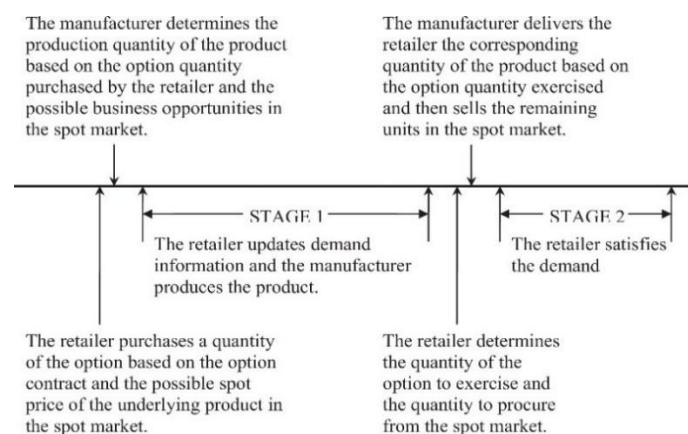 The manufacturer determines the
production quantity of the product
based on the option quantity
purchased by the retailer and the
possible business opportunities in
the spot market.
The manufacturer delivers the
retailer the corresponding
quantity of the product based on
the option quantity exercised
and then sells the remaining
units in the spot market.
STAGE 1
The retailer updates demand
information and the manufacturer
produces the product.
STAGE 2
The retailer satisfies
the demand
The retailer purchases a quantity
of the option based on the option
contract and the possible spot
price of the underlying product in
the spot market.
The retailer determines
the quantity of the
option to exercise and
the quantity to procure
from the spot market.